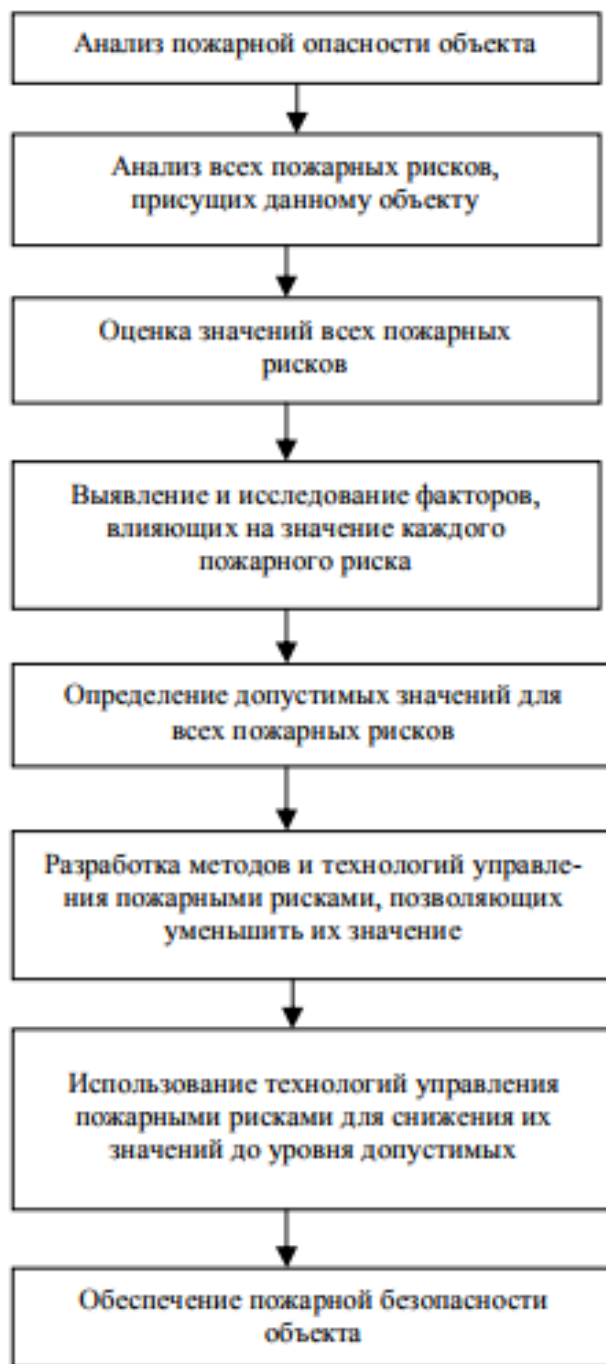 Анализ пожарной опасности объекта
Анализ всех пожарных рисков,
присущих данному объекту
Оценка значений всех пожарных
рисков
Выявление и исследование факторов,
влияющих на значение каждого
пожарного риска
Определение допустимых значений для
всех пожарных рисков
Разработка методов и технологий управле-
ния пожарными рисками, позволяющих
уменьшить их значение
Использование технологий управления
пожарными рисками для снижения их
значений до уровня допустимых
Обеспечение пожарной безопасности
объекта